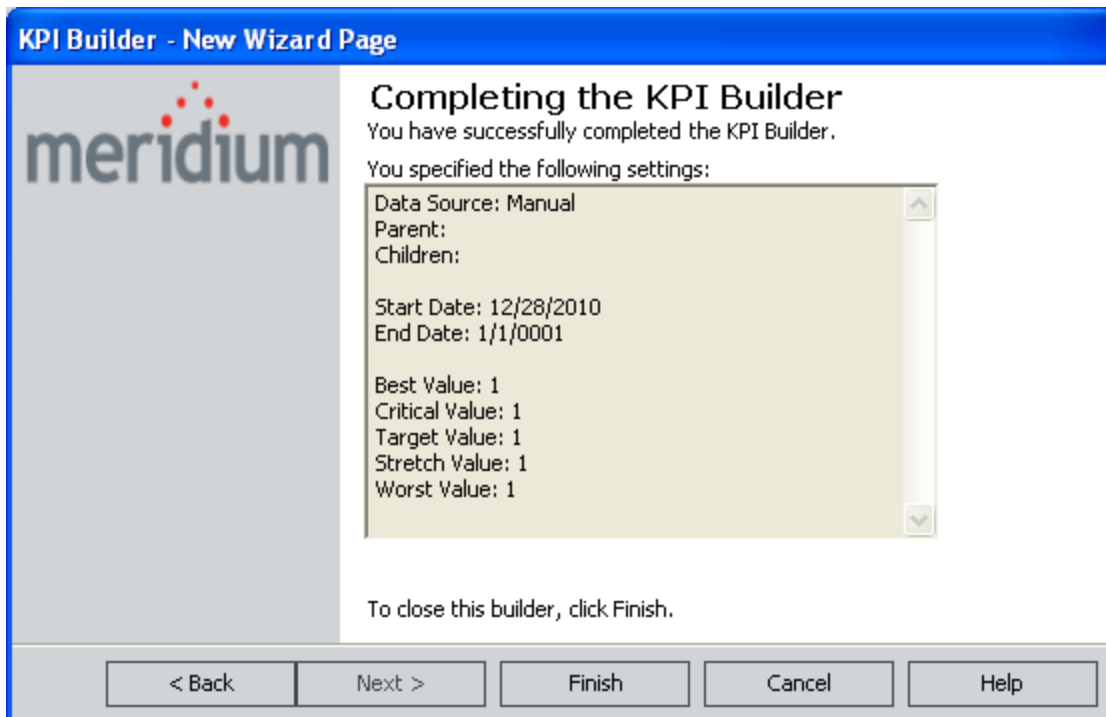 KPI Builder - New Wizard Page
meridium
Completing the KPI Builder
You have successfully completed the KPI Builder.
You specified the following settings:
Data Source: Manual
Parent:
Children:
Start Date: 12/28/2010
End Date: 1/1/0001
Best Value: 1
Critical Value: 1
Target Value: 1
Stretch Value: 1
Worst Value: 1
To close this builder, click Finish.
< Back Next > Finish Cancel Help